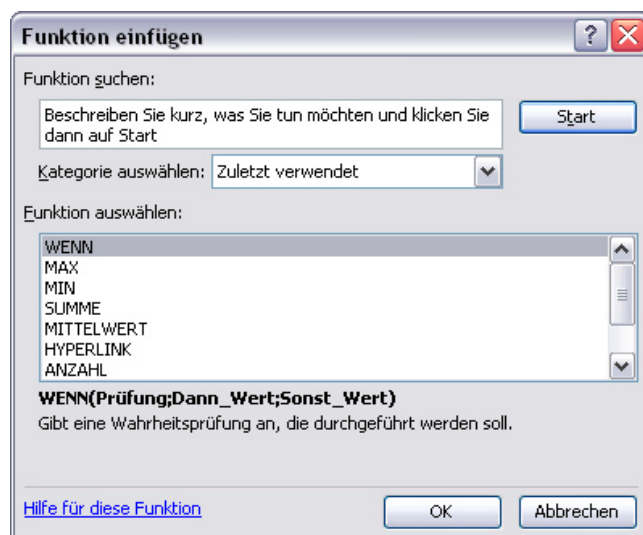 Funktion einfügen
Funktion suchen:
Beschreiben Sie kurz, was Sie tun möchten und klicken Sie
dann auf Start
Start
Kategorie auswählen: Zuletzt verwendet
Funktion auswählen:
WENN
MAX
MIN
SUMME
MITTELWERT
HYPERLINK
ANZAHL
WENN(Prüfung;Dann_Wert;Sonst_Wert)
Gibt eine Wahrheitsprüfung an, die durchgeführt werden soll.
Hilfe für diese Funktion
OK
Abbrechen